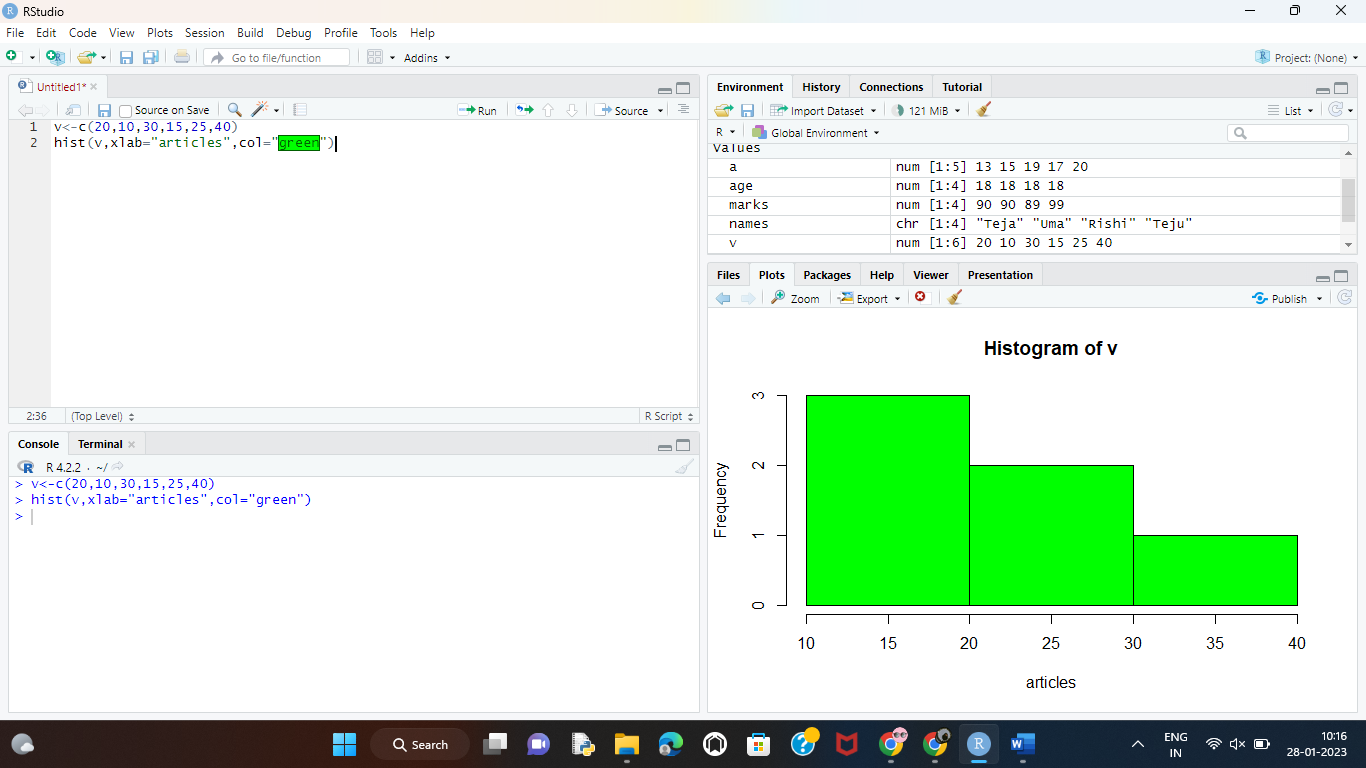 RStudio
File Edit Code View Plots Session Build Debug Profile Tools Help
Go to file/function Addins Project: (None)
Untitled1*
Source on Save Run Source
1 v<-c(20,10,30,15,25,40)
2 hist(v,xlab="articles",col="green")
2:36 (Top Level) R Script
Console Terminal
R 4.2.2 . ~/
> v<-c(20,10,30,15,25,40)
> hist(v,xlab="articles",col="green")
>
Environment History Connections Tutorial
Import Dataset 121 MiB List
R Global Environment
values
a num [1:5] 13 15 19 17 20
age num [1:4] 18 18 18 18
marks num [1:4] 90 90 89 99
names chr [1:4] "Teja" "Uma" "Rishi" "Teju"
v num [1:6] 20 10 30 15 25 40
Files Plots Packages Help Viewer Presentation
Zoom Export Publish
Histogram of v
Frequency
3
2
1
0
10 15 20 25 30 35 40
articles
Search
ENG
IN
10:16
28-01-2023